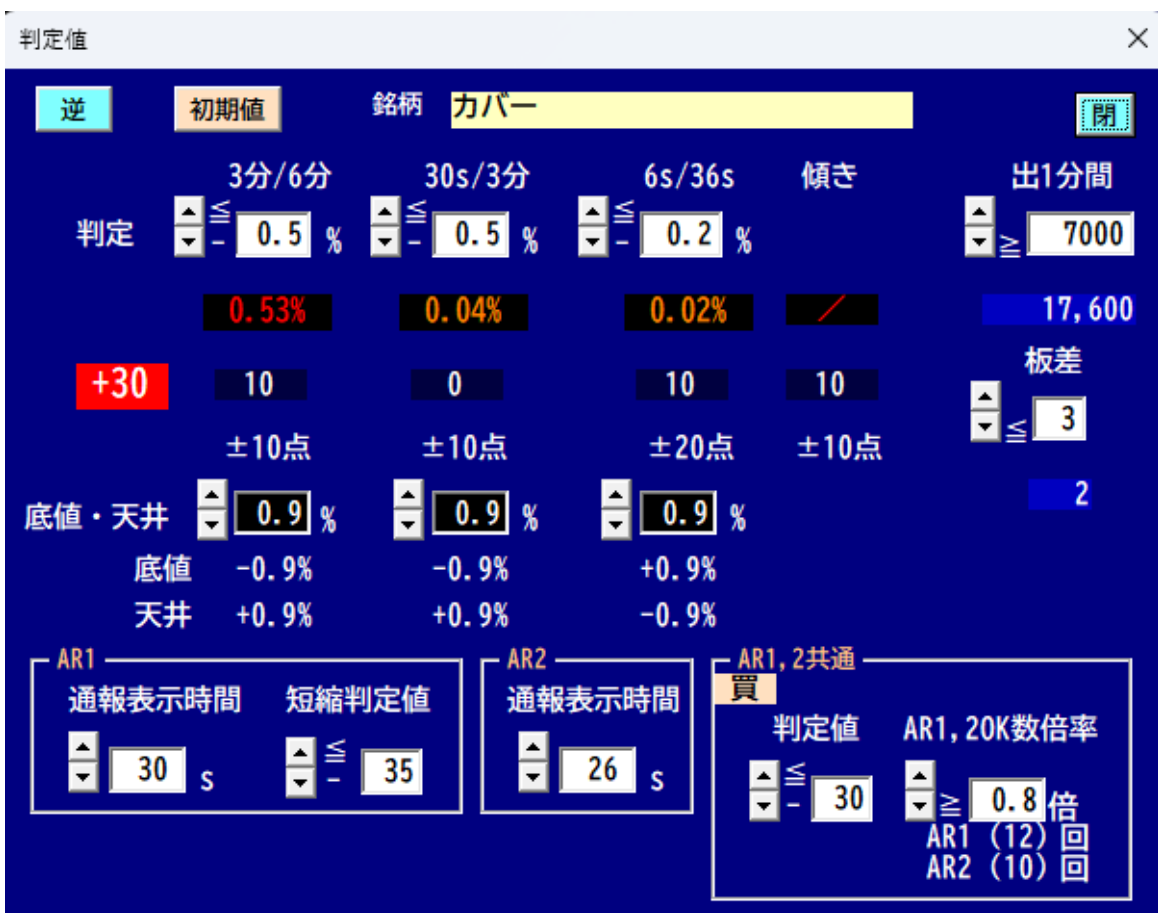 判定値
逆 初期値 銘柄 カバー 閉
3分/6分 30s/3分 6s/36s 傾き 出1分間
判定 ≦ - 0.5 % ≦ - 0.5 % ≦ - 0.2 % ≧ 7000
0.53% 0.04% 0.02% / 17,600
板差
+30 10 0 10 10 ≦ 3
±10点 ±10点 ±20点 ±10点
2
底値・天井 0.9 % 0.9 % 0.9 %
底値 -0.9% -0.9% +0.9%
天井 +0.9% +0.9% -0.9%
AR1 AR2 AR1,2共通
買
通報表示時間 短縮判定値 通報表示時間
判定値 AR1,2OK数倍率
30 s ≦ - 35 26 s
≦ - 30 ≧ 0.8 倍
AR1 (12) 回
AR2 (10) 回